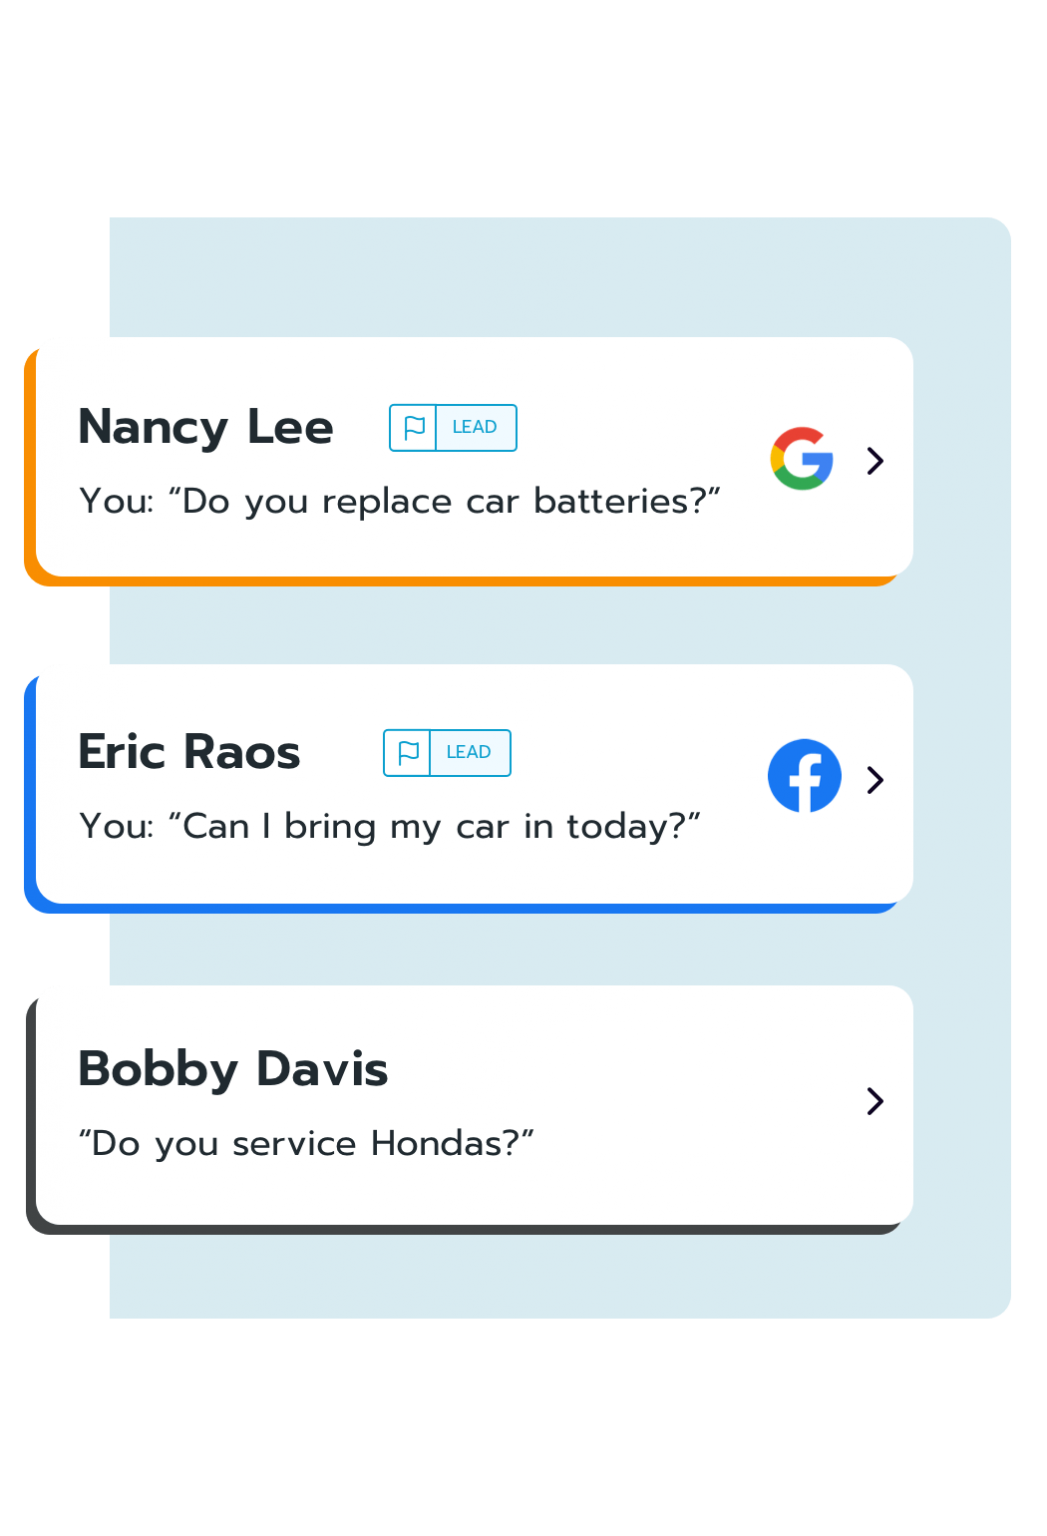 Nancy Lee LEAD
You: “Do you replace car batteries?”
Eric Raos LEAD
You: “Can I bring my car in today?”
Bobby Davis
“Do you service Hondas?”